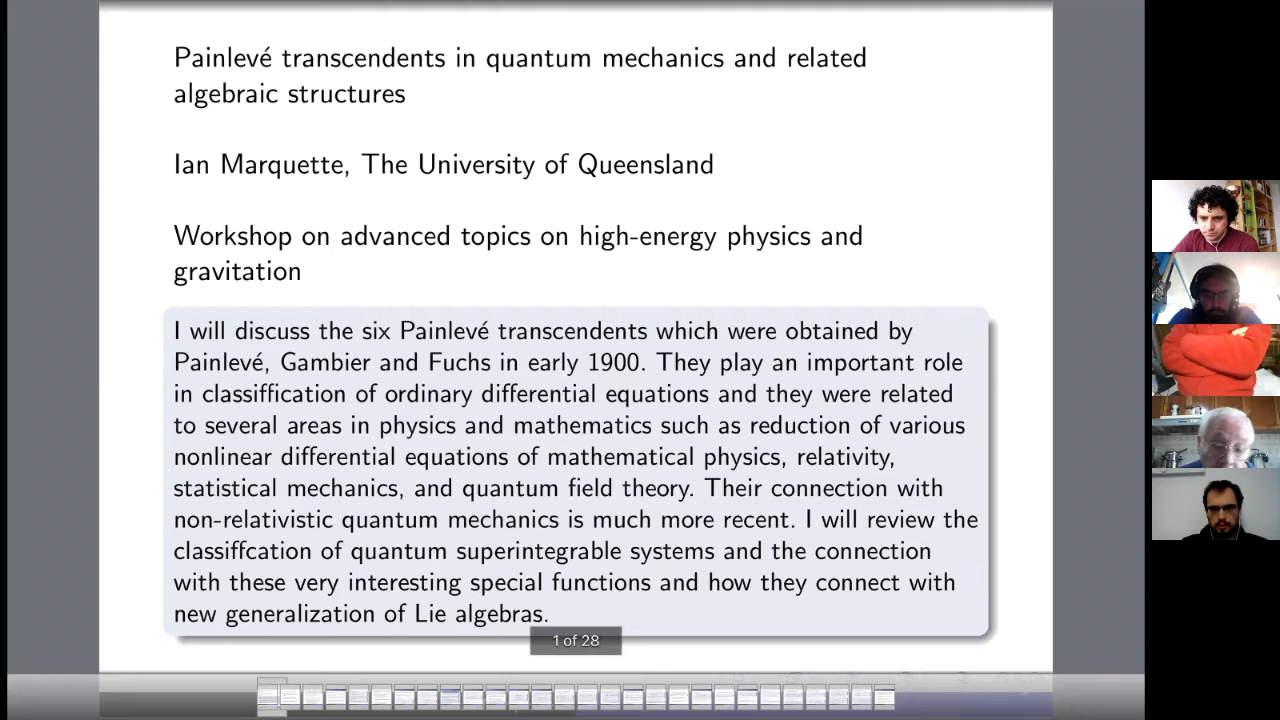 Painlevé transcendents in quantum mechanics and related
algebraic structures
Ian Marquette, The University of Queensland
Workshop on advanced topics on high-energy physics and
gravitation
I will discuss the six Painlevé transcendents which were obtained by
Painlevé, Gambier and Fuchs in early 1900. They play an important role
in classiffication of ordinary differential equations and they were related
to several areas in physics and mathematics such as reduction of various
nonlinear differential equations of mathematical physics, relativity,
statistical mechanics, and quantum field theory. Their connection with
non-relativistic quantum mechanics is much more recent. I will review the
classiffcation of quantum superintegrable systems and the connection
with these very interesting special functions and how they connect with
new generalization of Lie algebras.
1 of 28